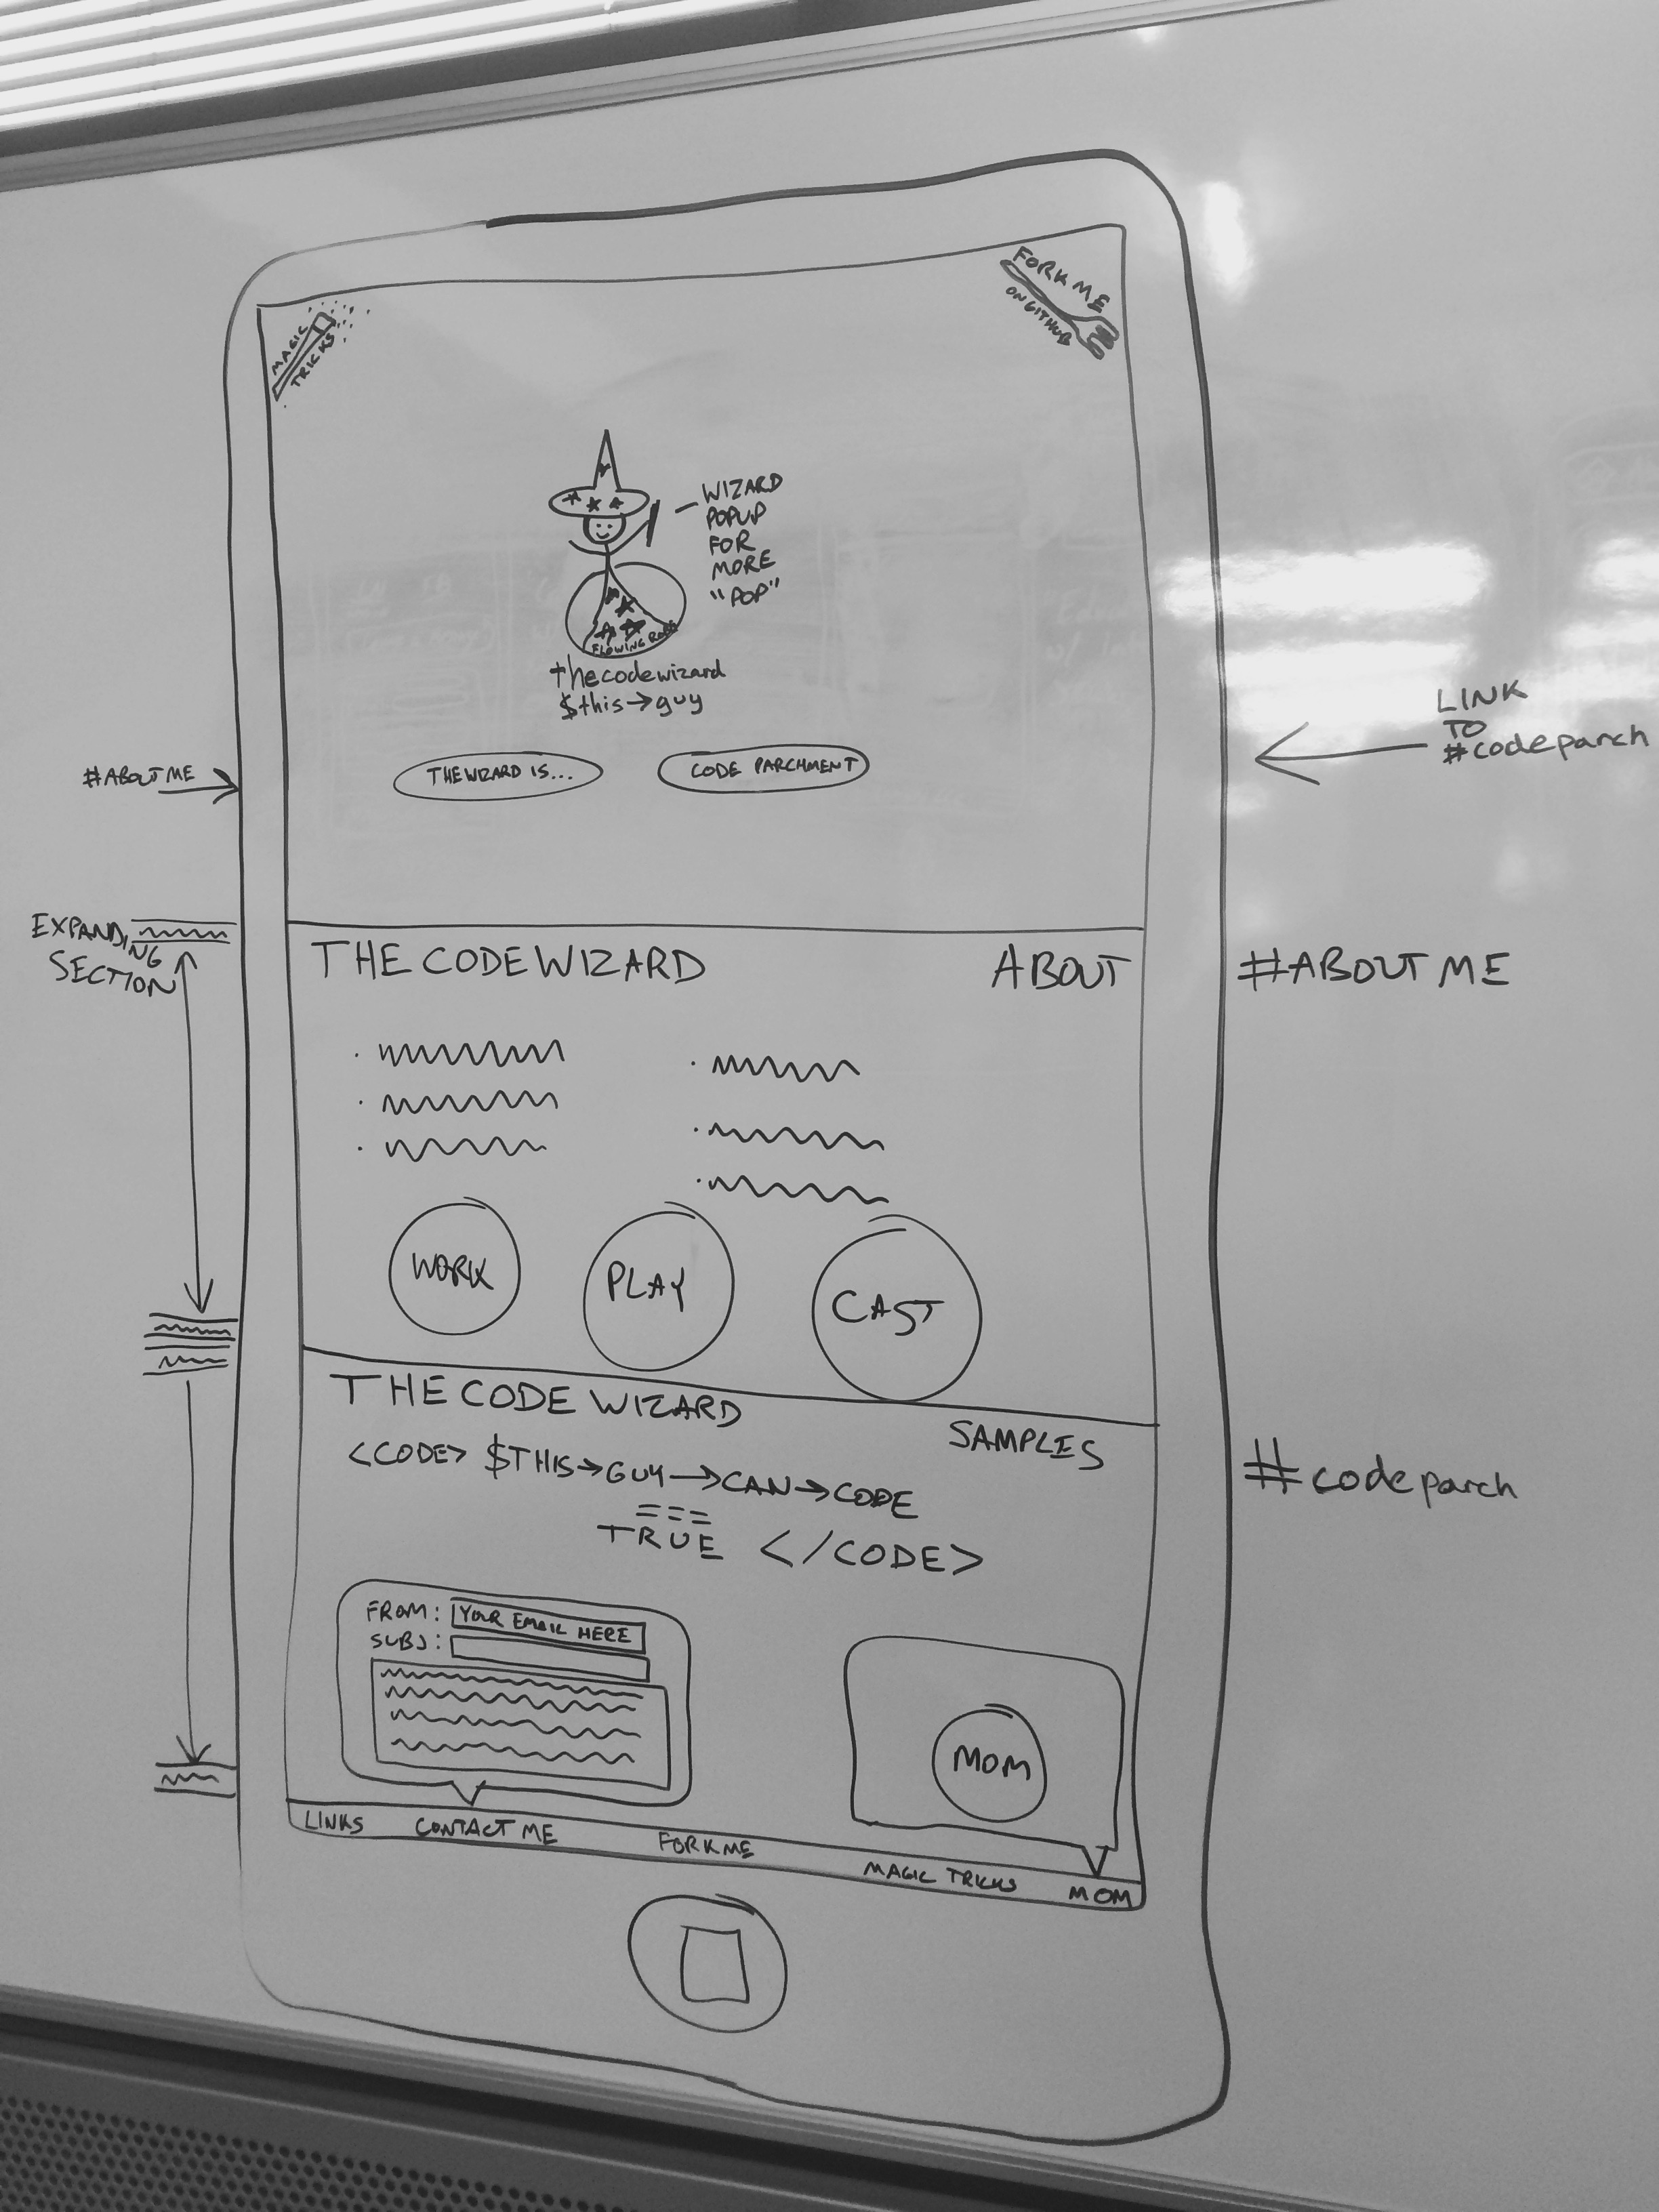 MAGIC
TRICKS
FORK ME
ON GITHUB
WIZARD
POPUP
FOR
MORE
"POP"
FLOWING ROBE
thecodewizard
$this→guy
LINK
TO
#codeparch
#ABOUT ME
THE WIZARD IS...
CODE PARCHMENT
EXPANDING
SECTION
THE CODE WIZARD
ABOUT
#ABOUT ME
WORK
PLAY
CAST
THE CODE WIZARD
SAMPLES
<CODE> $THIS→GUY→CAN→CODE
===
TRUE </CODE>
#codeparch
FROM: YOUR EMAIL HERE
SUBJ:
MOM
LINKS
CONTACT ME
FORK ME
MAGIC TRICKS
MOM